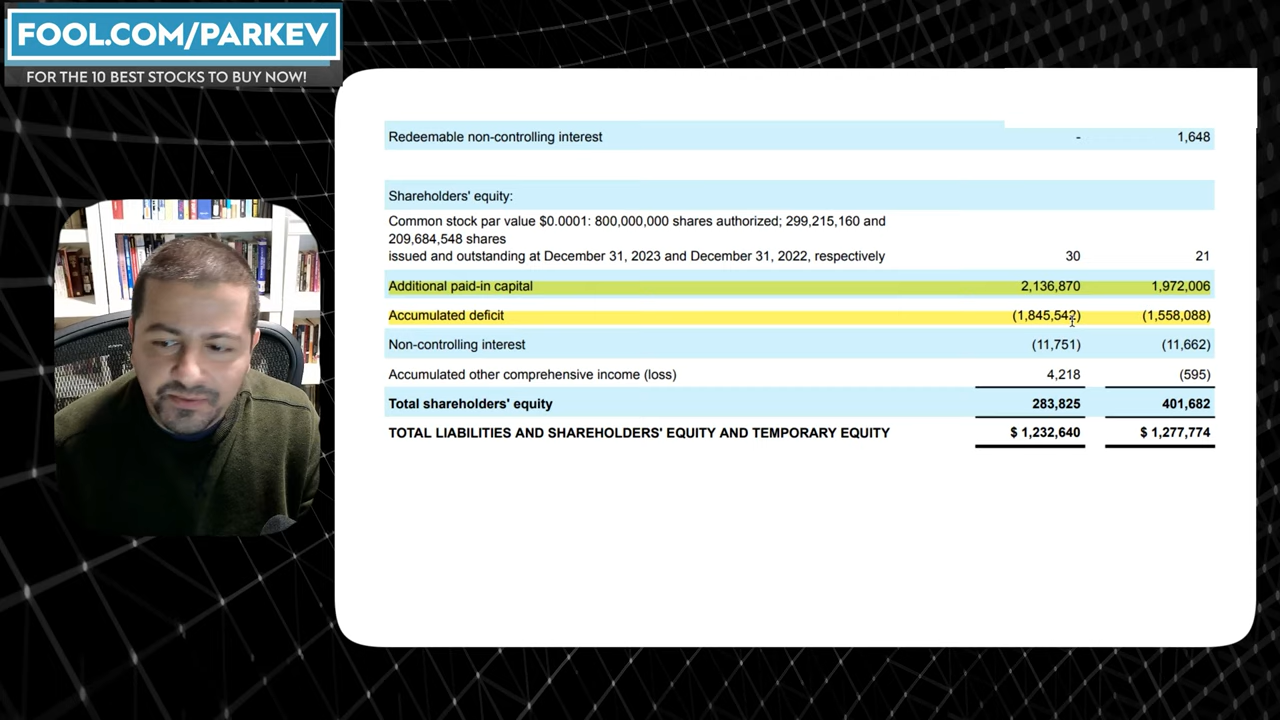 FOOL.COM/PARKEV
FOR THE 10 BEST STOCKS TO BUY NOW!
Redeemable non-controlling interest - 1,648
Shareholders' equity:
Common stock par value $0.0001: 800,000,000 shares authorized; 299,215,160 and
209,684,548 shares
issued and outstanding at December 31, 2023 and December 31, 2022, respectively 30 21
Additional paid-in capital 2,136,870 1,972,006
Accumulated deficit (1,845,542) (1,558,088)
Non-controlling interest (11,751) (11,662)
Accumulated other comprehensive income (loss) 4,218 (595)
Total shareholders' equity 283,825 401,682
TOTAL LIABILITIES AND SHAREHOLDERS' EQUITY AND TEMPORARY EQUITY $ 1,232,640 $ 1,277,774